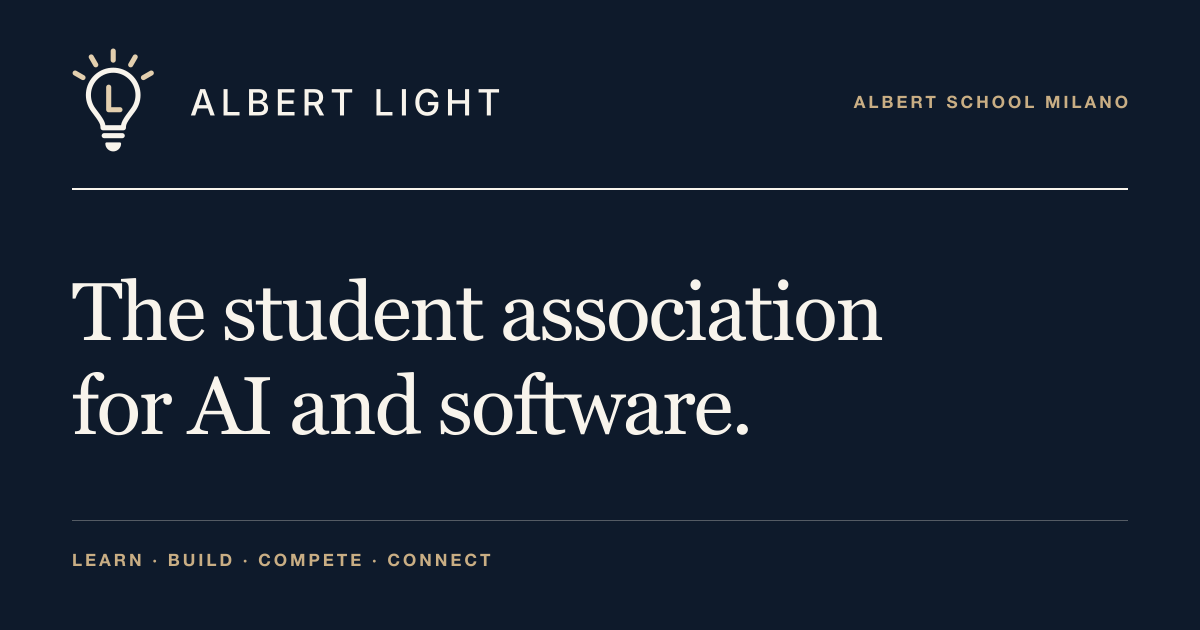 L
ALBERT LIGHT
ALBERT SCHOOL MILANO
The student association
for AI and software.
LEARN · BUILD · COMPETE · CONNECT